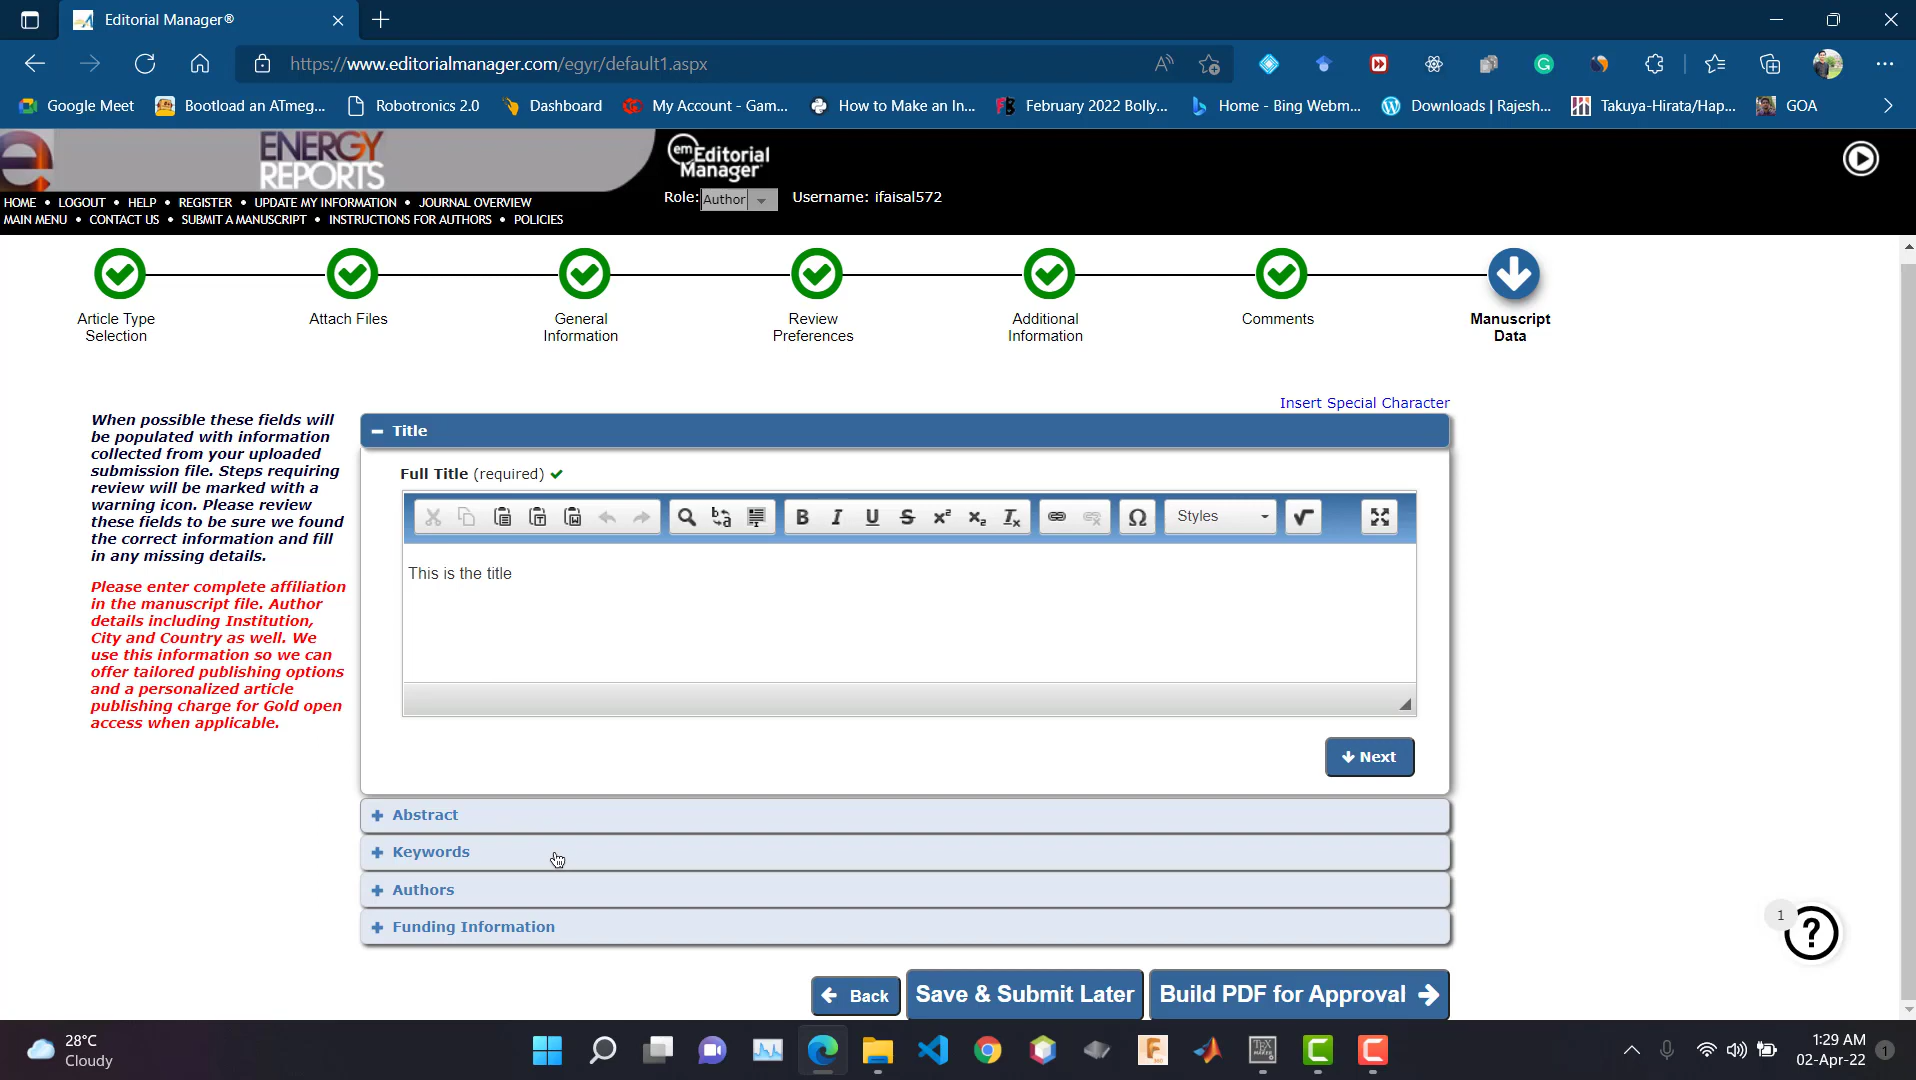 Editorial Manager®
https://www.editorialmanager.com/egyr/default1.aspx
Google Meet
Bootload an ATmeg...
Robotronics 2.0
Dashboard
My Account - Gam...
How to Make an In...
February 2022 Bolly...
Home - Bing Webm...
Downloads | Rajesh...
Takuya-Hirata/Hap...
GOA
ENERGY
REPORTS
em Editorial
Manager
Role: Author
Username: ifaisal572
HOME • LOGOUT • HELP • REGISTER • UPDATE MY INFORMATION • JOURNAL OVERVIEW
MAIN MENU • CONTACT US • SUBMIT A MANUSCRIPT • INSTRUCTIONS FOR AUTHORS • POLICIES
Article Type
Selection
Attach Files
General
Information
Review
Preferences
Additional
Information
Comments
Manuscript
Data
When possible these fields will
be populated with information
collected from your uploaded
submission file. Steps requiring
review will be marked with a
warning icon. Please review
these fields to be sure we found
the correct information and fill
in any missing details.
Please enter complete affiliation
in the manuscript file. Author
details including Institution,
City and Country as well. We
use this information so we can
offer tailored publishing options
and a personalized article
publishing charge for Gold open
access when applicable.
Insert Special Character
Title
Full Title (required)
Styles
This is the title
Next
Abstract
Keywords
Authors
Funding Information
Back
Save & Submit Later
Build PDF for Approval
1
?
28°C
Cloudy
1:29 AM
02-Apr-22
1